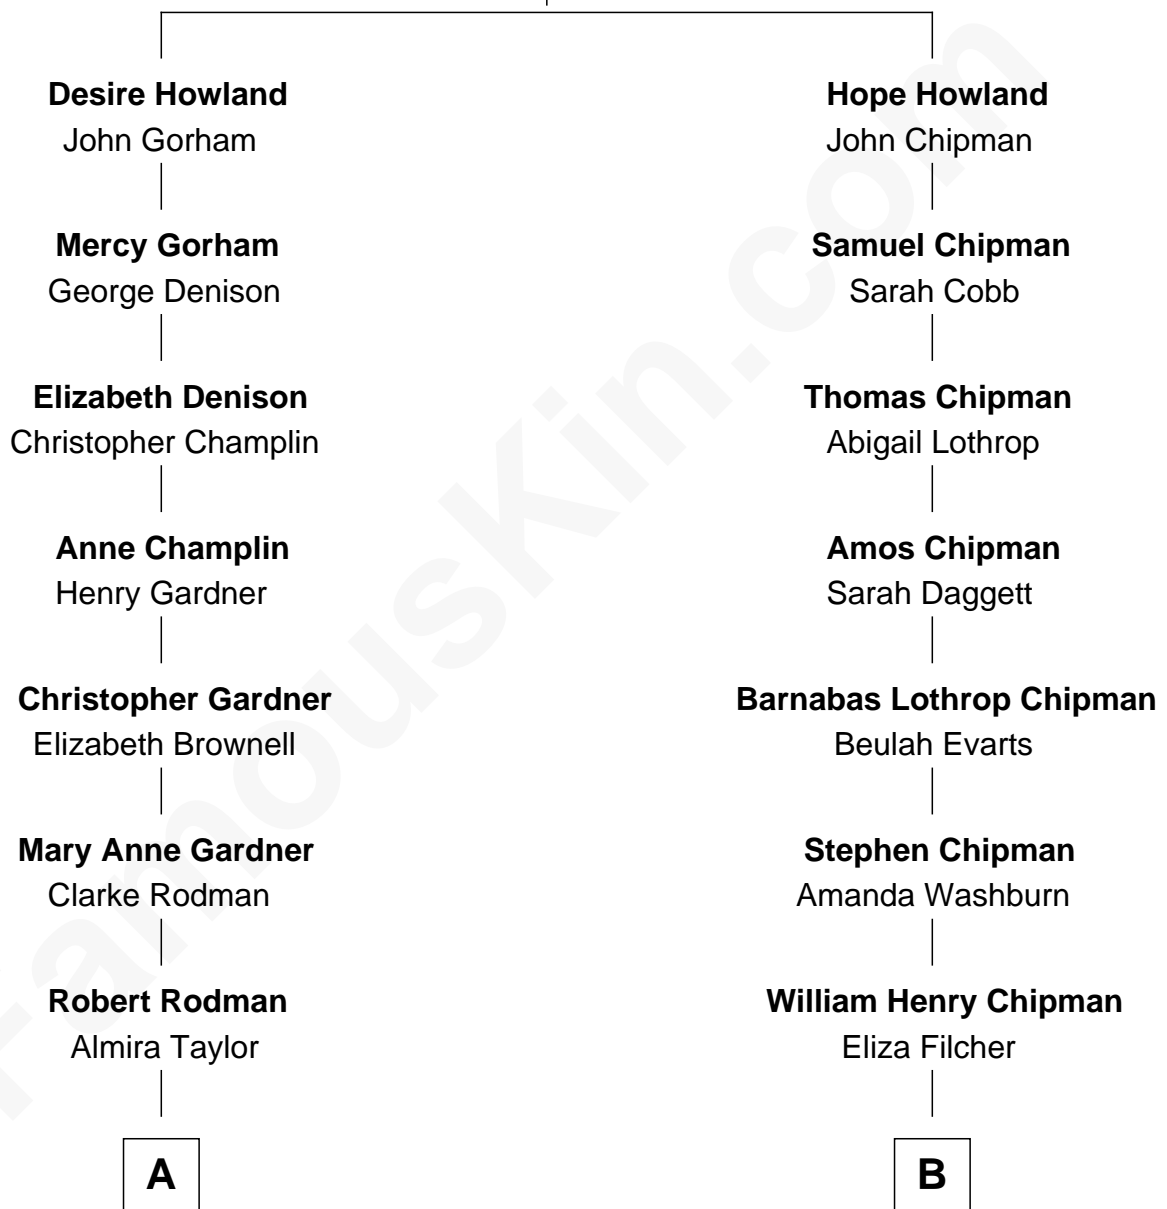 Desire Howland
John Gorham
Mercy Gorham
George Denison
Elizabeth Denison
Christopher Champlin
Anne Champlin
Henry Gardner
Christopher Gardner
Elizabeth Brownell
Mary Anne Gardner
Clarke Rodman
Robert Rodman
Almira Taylor
A
Hope Howland
John Chipman
Samuel Chipman
Sarah Cobb
Thomas Chipman
Abigail Lothrop
Amos Chipman
Sarah Daggett
Barnabas Lothrop Chipman
Beulah Evarts
Stephen Chipman
Amanda Washburn
William Henry Chipman
Eliza Filcher
B
FamousKin.com